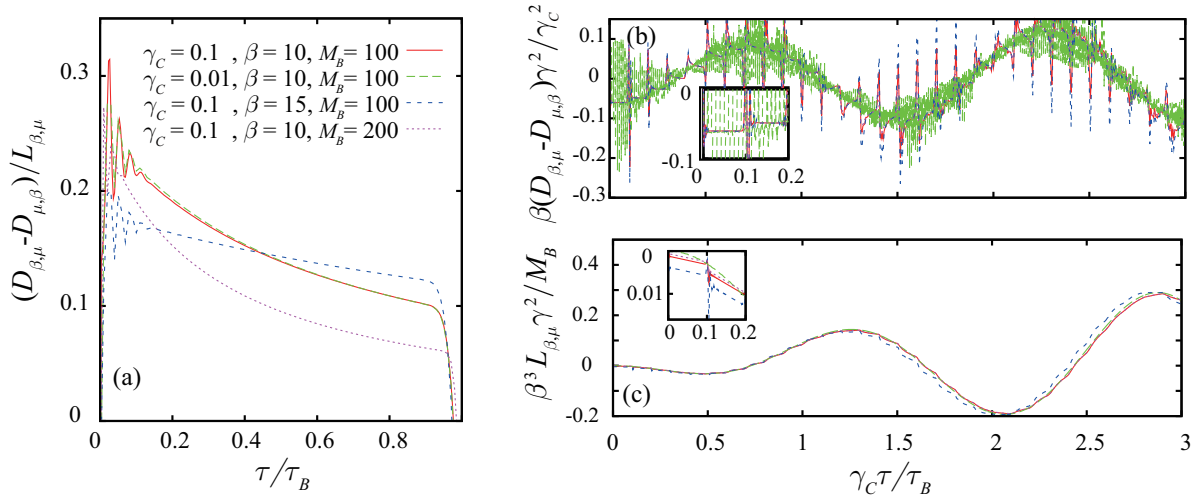 (D_{β,μ}-D_{μ,β})/L_{β,μ}
0.3
0.2
0.1
0
γ_C = 0.1 , β = 10, M_B = 100
γ_C = 0.01, β = 10, M_B = 100
γ_C = 0.1 , β = 15, M_B = 100
γ_C = 0.1 , β = 10, M_B = 200
(a)
0 0.2 0.4 0.6 0.8
τ/τ_B
β(D_{β,μ}-D_{μ,β})γ²/γ_C²
0.1
0
-0.1
-0.2
-0.3
(b)
0
-0.1
0 0.1 0.2
β³ L_{β,μ} γ²/M_B
0.4
0.2
0
-0.2
(c)
0
0.01
0 0.1 0.2
0 0.5 1 1.5 2 2.5 3
γ_C τ/τ_B